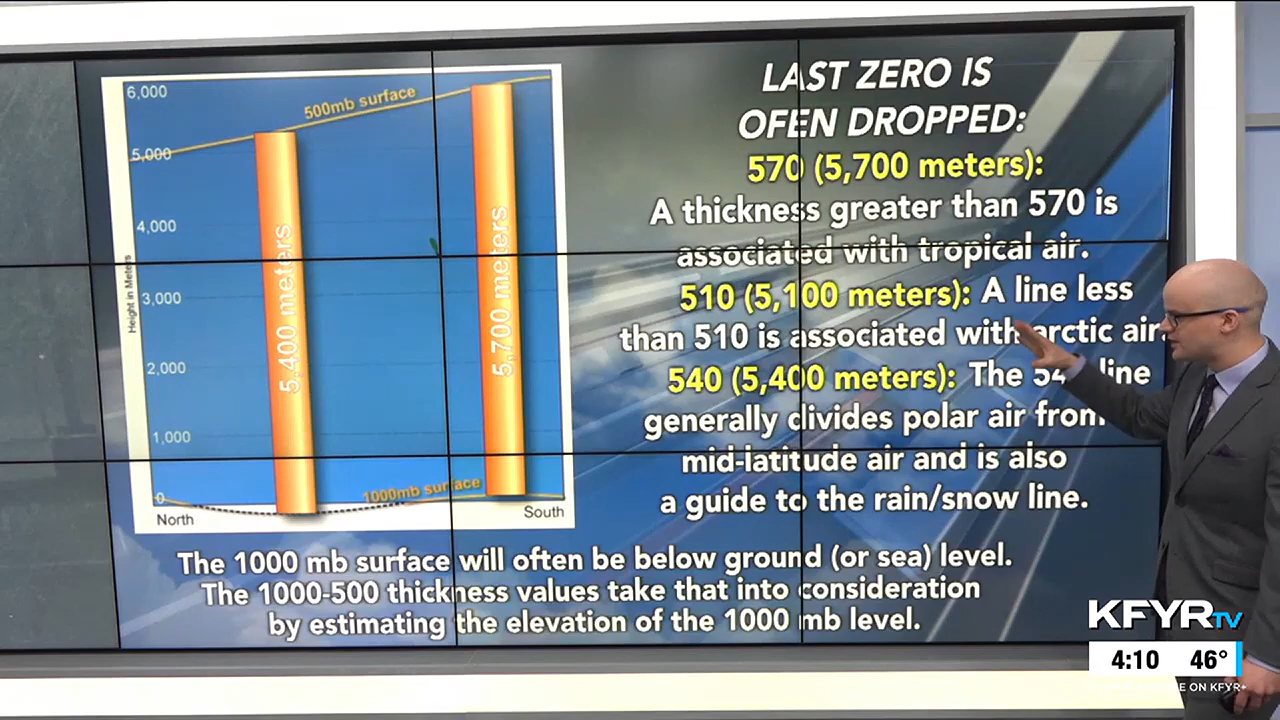 6,000
500mb surface
5,000
4,000
Height in Meters
3,000
2,000
1,000
0
5,400 meters
5,700 meters
1000mb surface
North
South
LAST ZERO IS
OFEN DROPPED:
570 (5,700 meters):
A thickness greater than 570 is
associated with tropical air.
510 (5,100 meters): A line less
than 510 is associated with arctic air.
540 (5,400 meters): The line
generally divides polar air from
mid-latitude air and is also
a guide to the rain/snow line.
The 1000 mb surface will often be below ground (or sea) level.
The 1000-500 thickness values take that into consideration
by estimating the elevation of the 1000 mb level.
KFYR TV
4:10 46°
E ON KFYR+